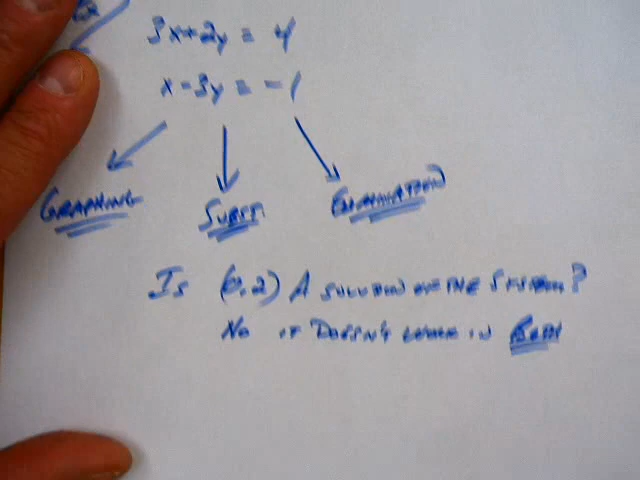 Ex
3x+2y = 4
x-3y = -1
GRAPHING SUBST. ELIMINATION
Is (0,2) A SOLUTION OF THE SYSTEM?
No IT DOESN'T WORK IN BOTH